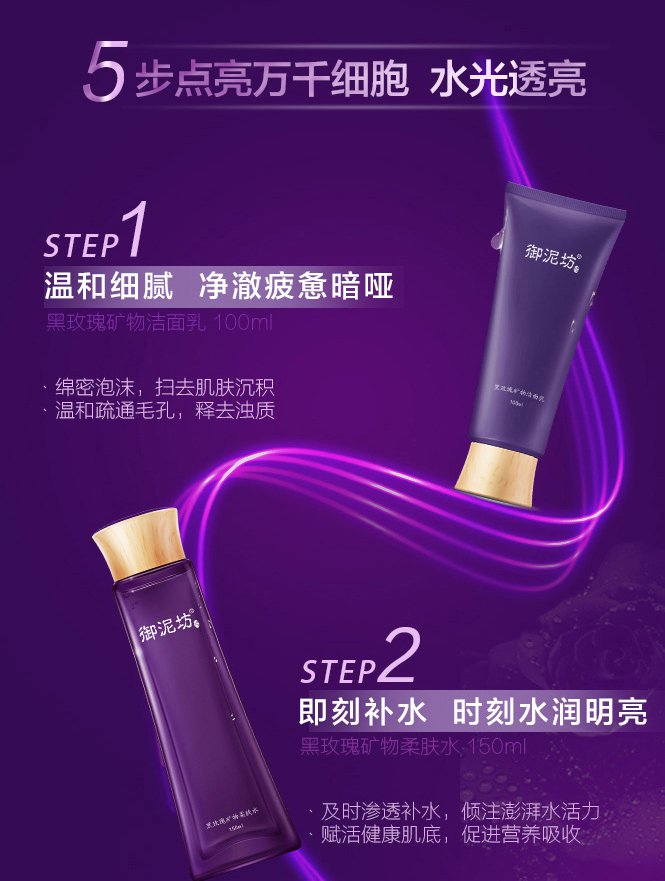 5步点亮万千细胞 水光透亮
STEP1
温和细腻 净澈疲惫暗哑
黑玫瑰矿物洁面乳 100ml
· 绵密泡沫，扫去肌肤沉积
· 温和疏通毛孔，释去浊质
御泥坊®
黑玫瑰矿物洁面乳
100ml
御泥坊®
黑玫瑰矿物柔肤水
150ml
STEP2
即刻补水 时刻水润明亮
黑玫瑰矿物柔肤水 150ml
· 及时渗透补水，倾注澎湃水活力
· 赋活健康肌底，促进营养吸收